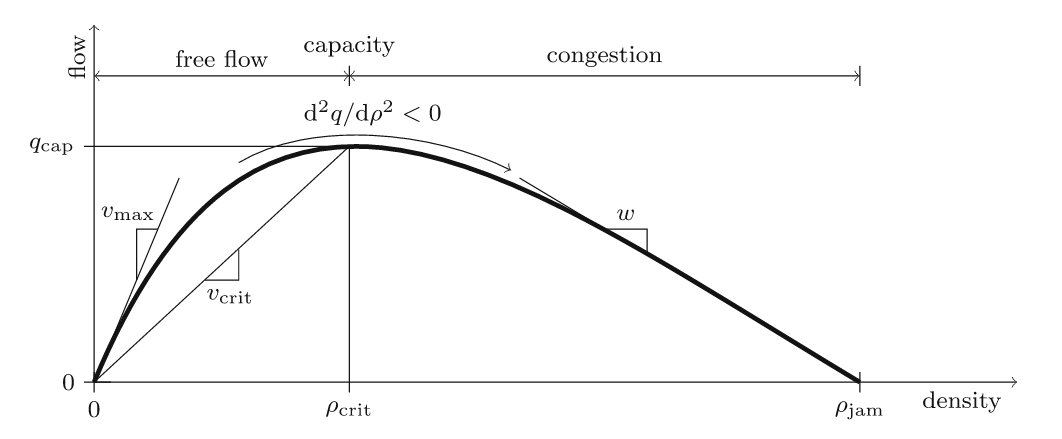 flow
capacity
free flow
congestion
d²q/dρ² < 0
q_cap
v_max
w
v_crit
0
0
ρ_crit
ρ_jam
density